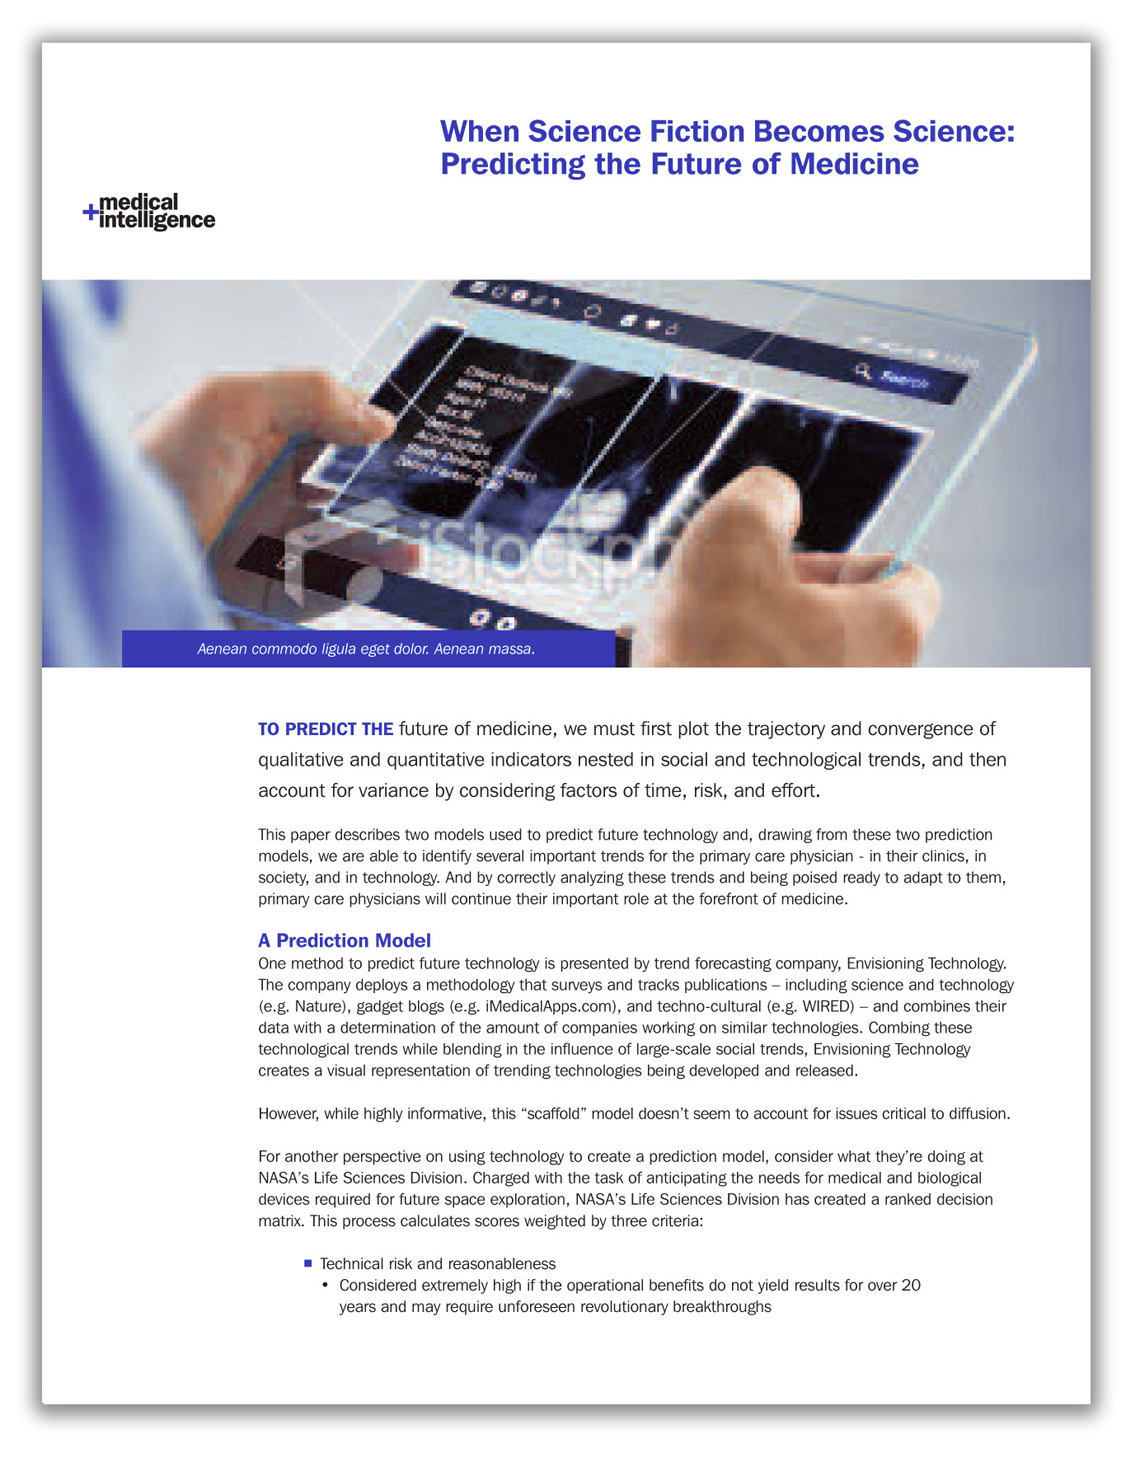 When Science Fiction Becomes Science:
Predicting the Future of Medicine
+medical
intelligence
Search
iStockph
Aenean commodo ligula eget dolor. Aenean massa.
TO PREDICT THE future of medicine, we must first plot the trajectory and convergence of
qualitative and quantitative indicators nested in social and technological trends, and then
account for variance by considering factors of time, risk, and effort.
This paper describes two models used to predict future technology and, drawing from these two prediction
models, we are able to identify several important trends for the primary care physician - in their clinics, in
society, and in technology. And by correctly analyzing these trends and being poised ready to adapt to them,
primary care physicians will continue their important role at the forefront of medicine.
A Prediction Model
One method to predict future technology is presented by trend forecasting company, Envisioning Technology.
The company deploys a methodology that surveys and tracks publications – including science and technology
(e.g. Nature), gadget blogs (e.g. iMedicalApps.com), and techno-cultural (e.g. WIRED) – and combines their
data with a determination of the amount of companies working on similar technologies. Combing these
technological trends while blending in the influence of large-scale social trends, Envisioning Technology
creates a visual representation of trending technologies being developed and released.
However, while highly informative, this “scaffold” model doesn’t seem to account for issues critical to diffusion.
For another perspective on using technology to create a prediction model, consider what they’re doing at
NASA’s Life Sciences Division. Charged with the task of anticipating the needs for medical and biological
devices required for future space exploration, NASA’s Life Sciences Division has created a ranked decision
matrix. This process calculates scores weighted by three criteria:
■ Technical risk and reasonableness
• Considered extremely high if the operational benefits do not yield results for over 20
years and may require unforeseen revolutionary breakthroughs